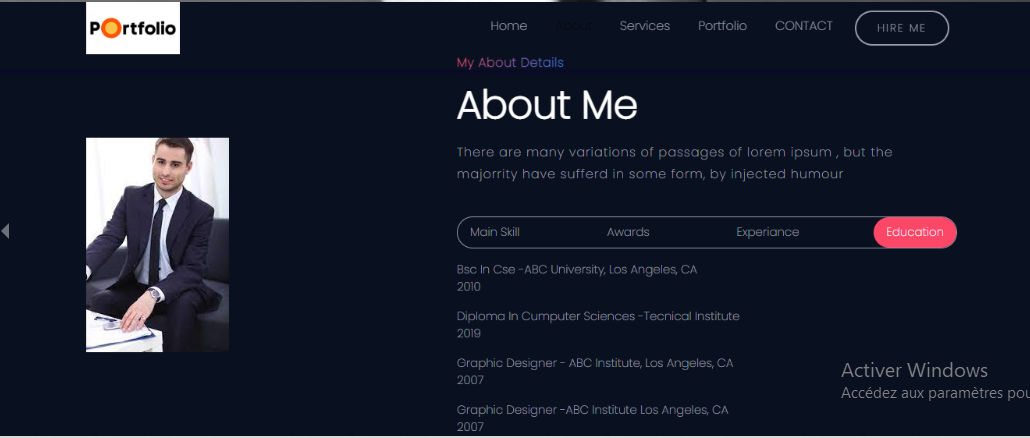 POrtfolio
Home About Services Portfolio CONTACT HIRE ME
My About Details
About Me
There are many variations of passages of lorem ipsum , but the
majorrity have sufferd in some form, by injected humour
Main Skill Awards Experiance Education
Bsc In Cse -ABC University, Los Angeles, CA
2010
Diploma In Cumputer Sciences -Tecnical Institute
2019
Graphic Designer - ABC Institute, Los Angeles, CA
2007
Graphic Designer -ABC Institute Los Angeles, CA
2007
Activer Windows
Accédez aux paramètres pou